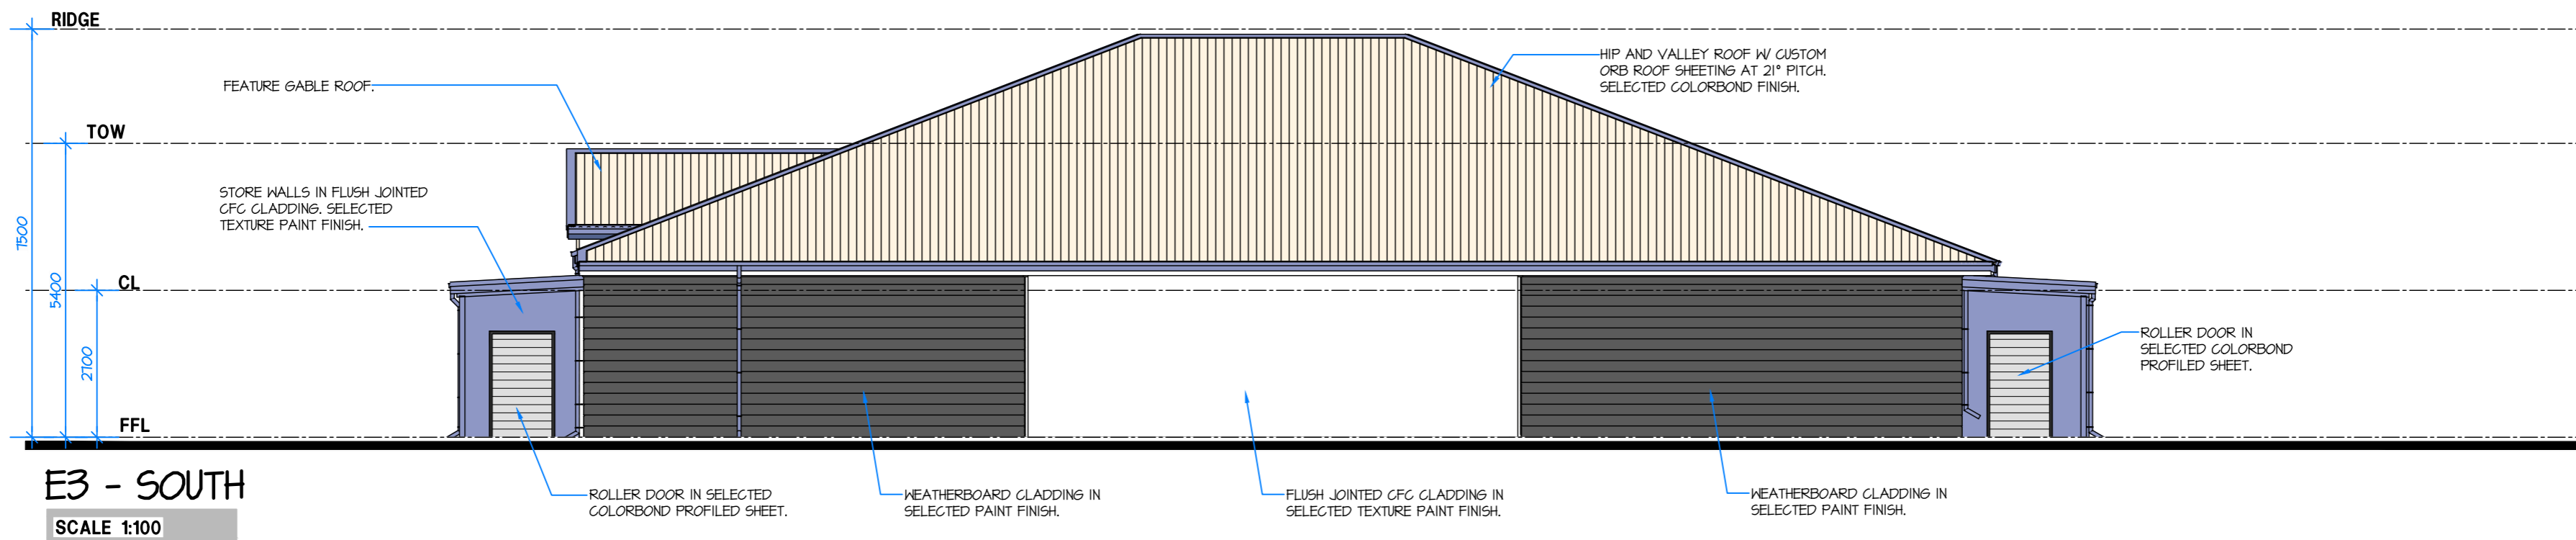 RIDGE
HIP AND VALLEY ROOF W/ CUSTOM
ORB ROOF SHEETING AT 21° PITCH.
SELECTED COLORBOND FINISH.
FEATURE GABLE ROOF.
TOW
STORE WALLS IN FLUSH JOINTED
CFC CLADDING. SELECTED
TEXTURE PAINT FINISH.
7500
5400
CL
2700
ROLLER DOOR IN
SELECTED COLORBOND
PROFILED SHEET.
FFL
E3 - SOUTH
SCALE 1:100
ROLLER DOOR IN SELECTED
COLORBOND PROFILED SHEET.
WEATHERBOARD CLADDING IN
SELECTED PAINT FINISH.
FLUSH JOINTED CFC CLADDING IN
SELECTED TEXTURE PAINT FINISH.
WEATHERBOARD CLADDING IN
SELECTED PAINT FINISH.